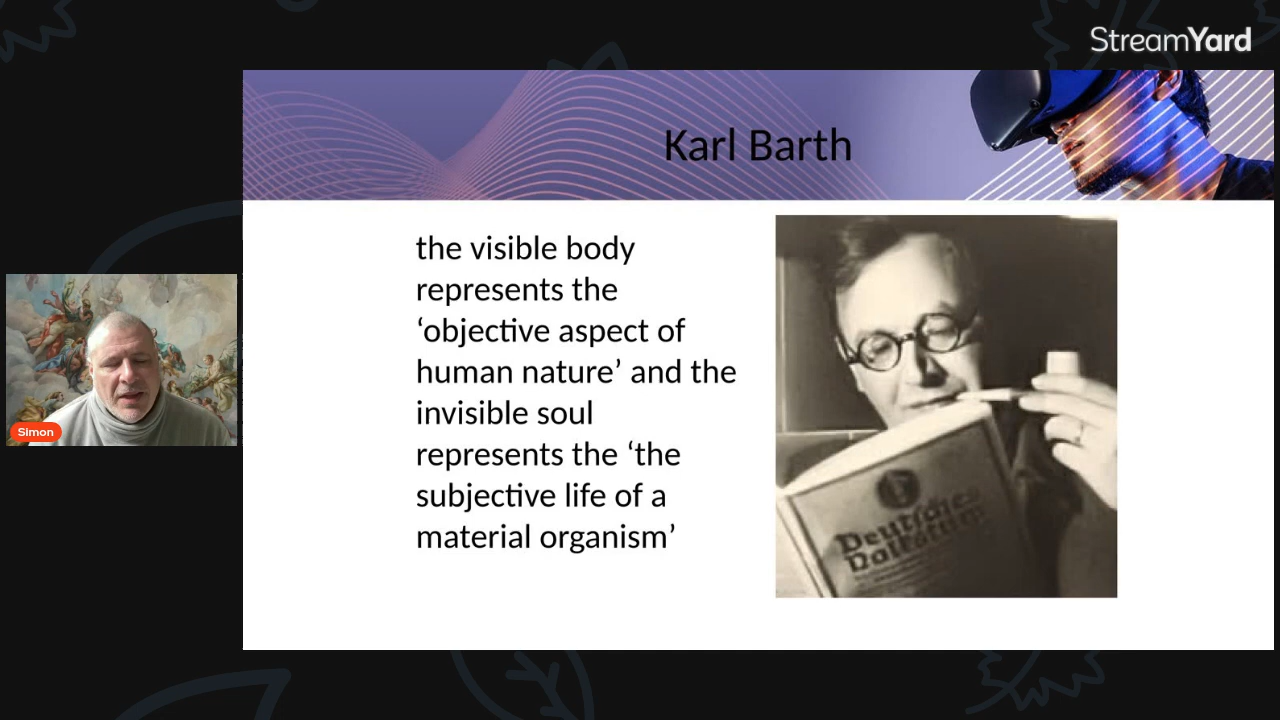 StreamYard
Karl Barth
the visible body
represents the
‘objective aspect of
human nature’ and the
invisible soul
represents the ‘the
subjective life of a
material organism’
Simon
Deutsches